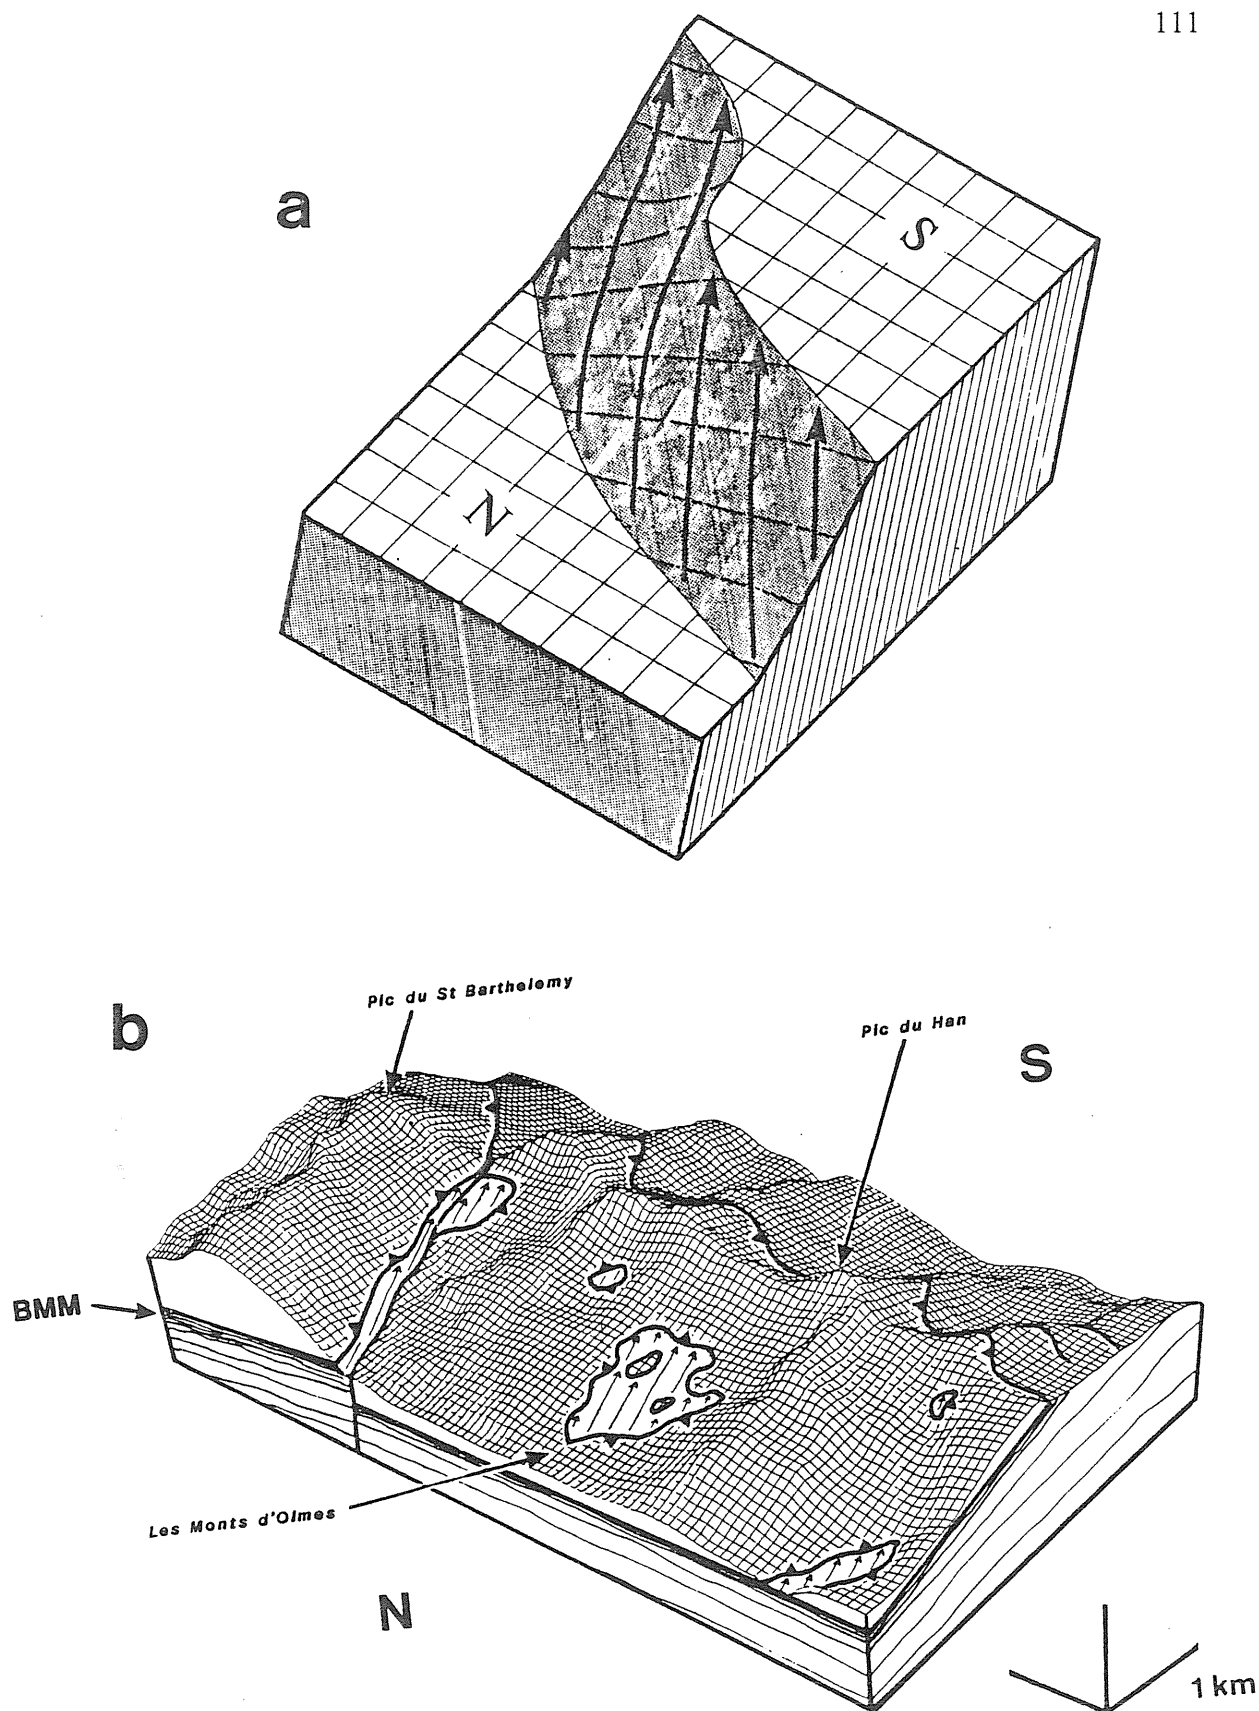 111
a
S
N
b
Pic du St Barthelemy
Pic du Han
S
BMM
Les Monts d'Olmes
N
1 km